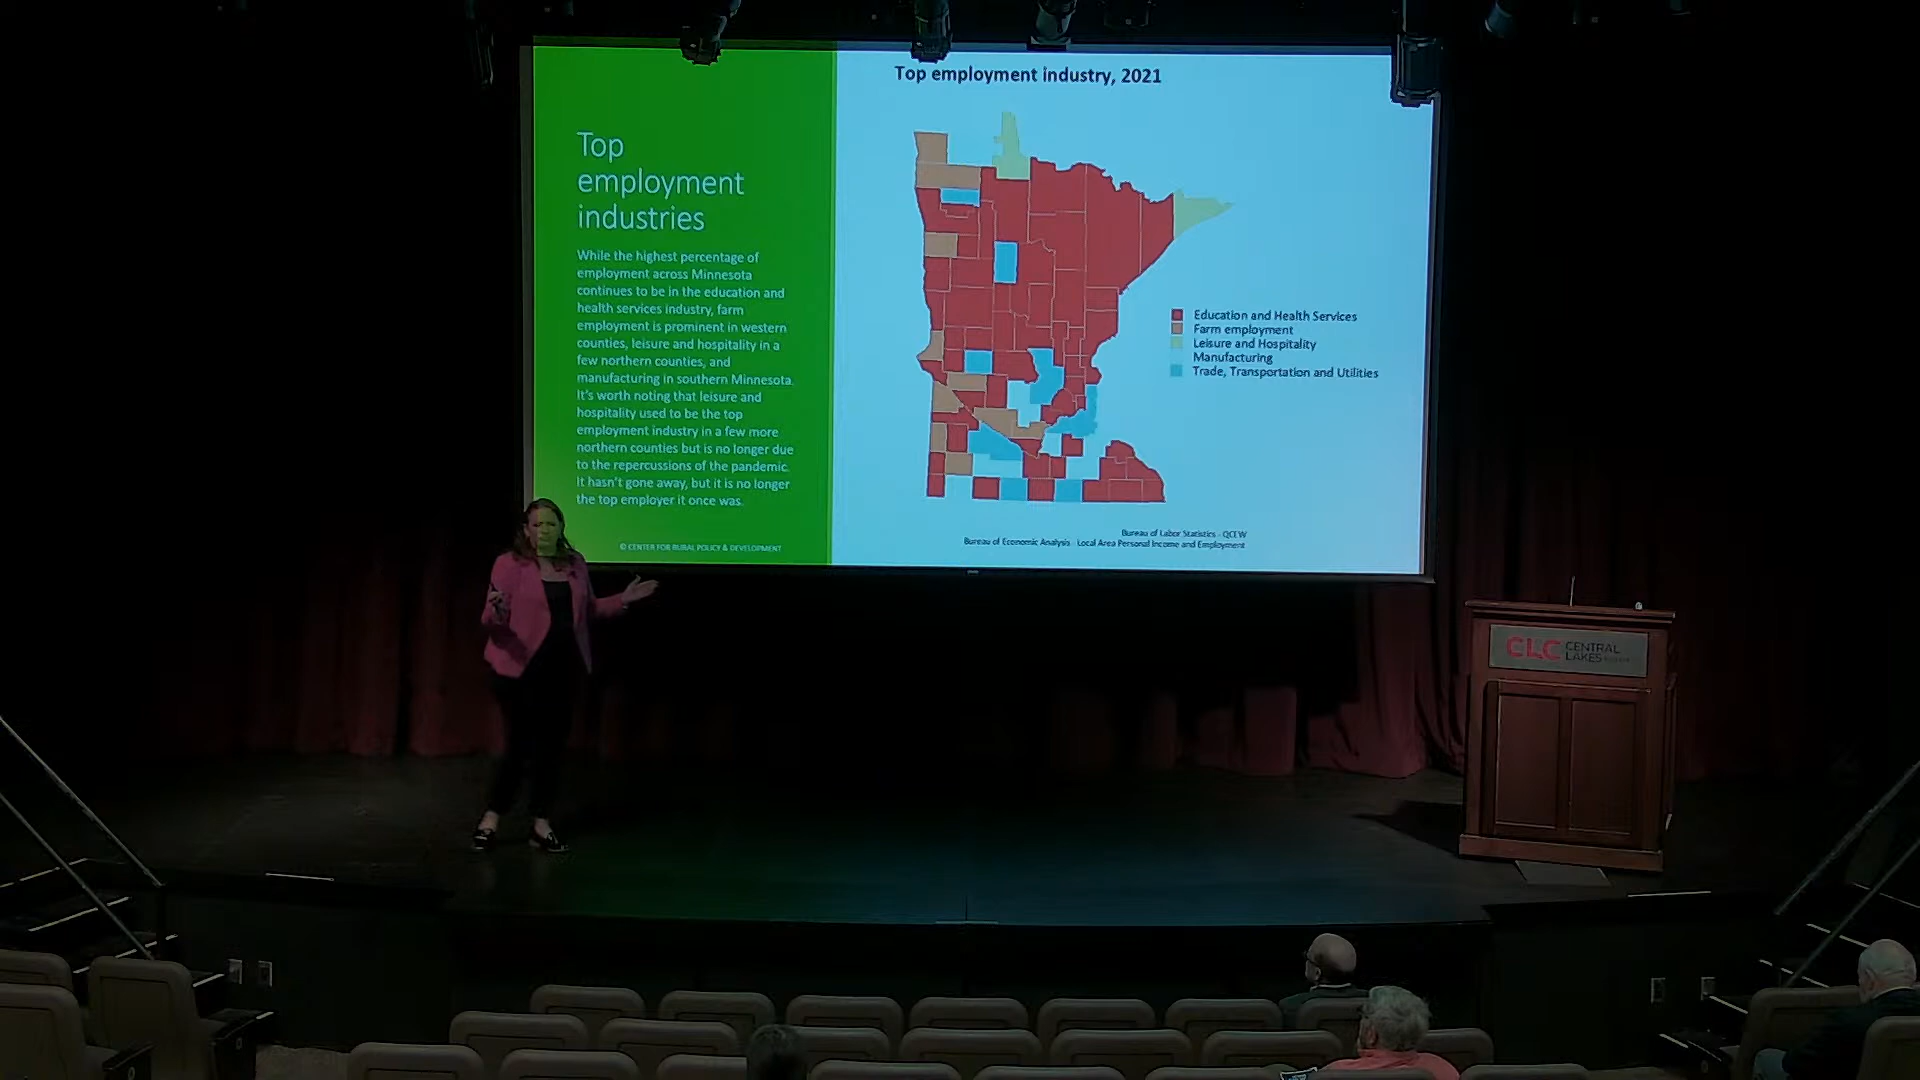 Top employment industry, 2021
Top
employment
industries
While the highest percentage of
employment across Minnesota
continues to be in the education and
health services industry, farm
employment is prominent in western
counties, leisure and hospitality in a
few northern counties, and
manufacturing in southern Minnesota.
It's worth noting that leisure and
hospitality used to be the top
employment industry in a few more
northern counties but is no longer due
to the repercussions of the pandemic.
It hasn't gone away, but it is no longer
the top employer it once was.
© CENTER FOR RURAL POLICY & DEVELOPMENT
Education and Health Services
Farm employment
Leisure and Hospitality
Manufacturing
Trade, Transportation and Utilities
Bureau of Labor Statistics - QCEW
Bureau of Economic Analysis - Local Area Personal Income and Employment
CLC CENTRAL
LAKES